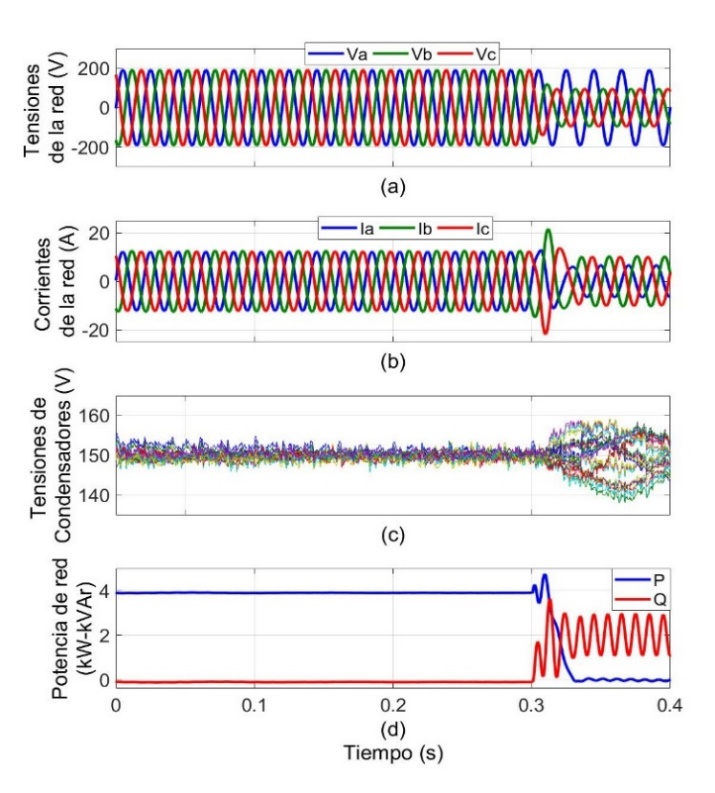 Va Vb Vc
Tensiones
de la red (V)
200
0
-200
(a)
Ia Ib Ic
Corrientes
de la red (A)
20
0
-20
(b)
Tensiones de
Condensadores (V)
160
150
140
(c)
Potencia de red
(kW-kVAr)
4
2
0
P
Q
0 0.1 0.2 0.3 0.4
(d)
Tiempo (s)